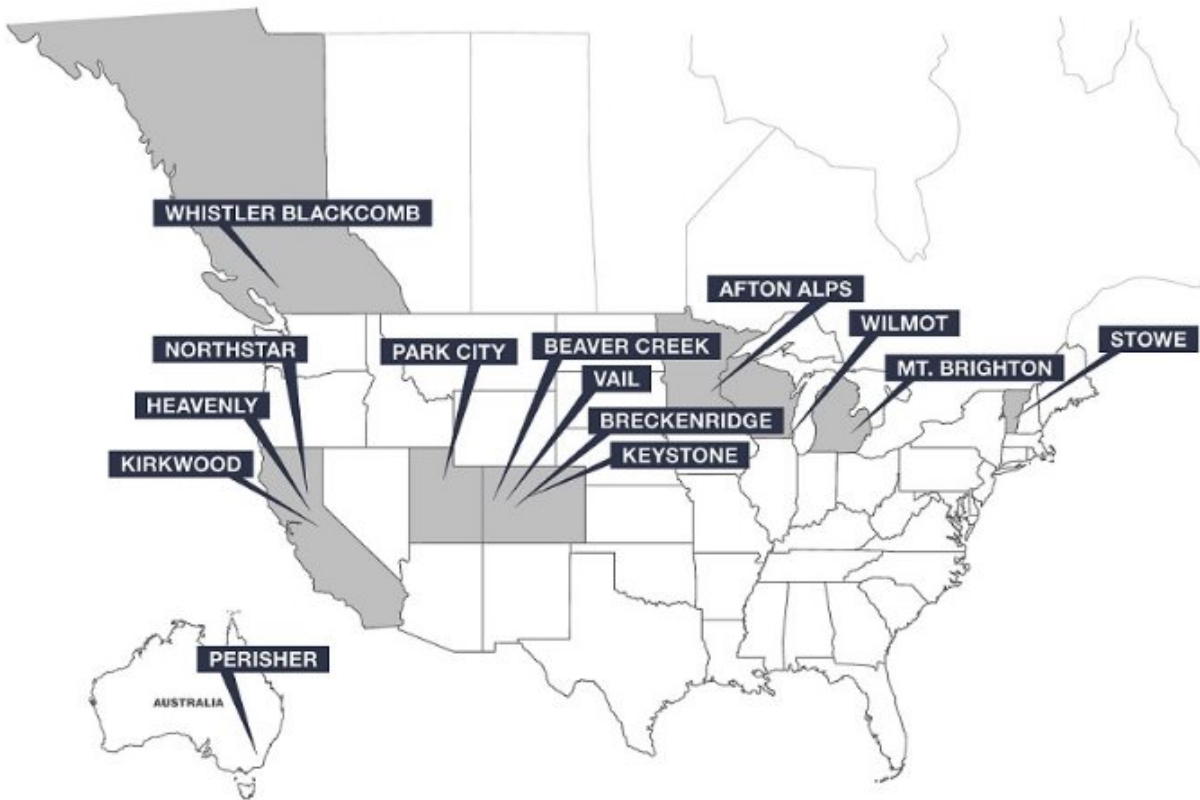 WHISTLER BLACKCOMB
AFTON ALPS
WILMOT
STOWE
NORTHSTAR
PARK CITY
BEAVER CREEK
MT. BRIGHTON
VAIL
HEAVENLY
BRECKENRIDGE
KEYSTONE
KIRKWOOD
PERISHER
AUSTRALIA